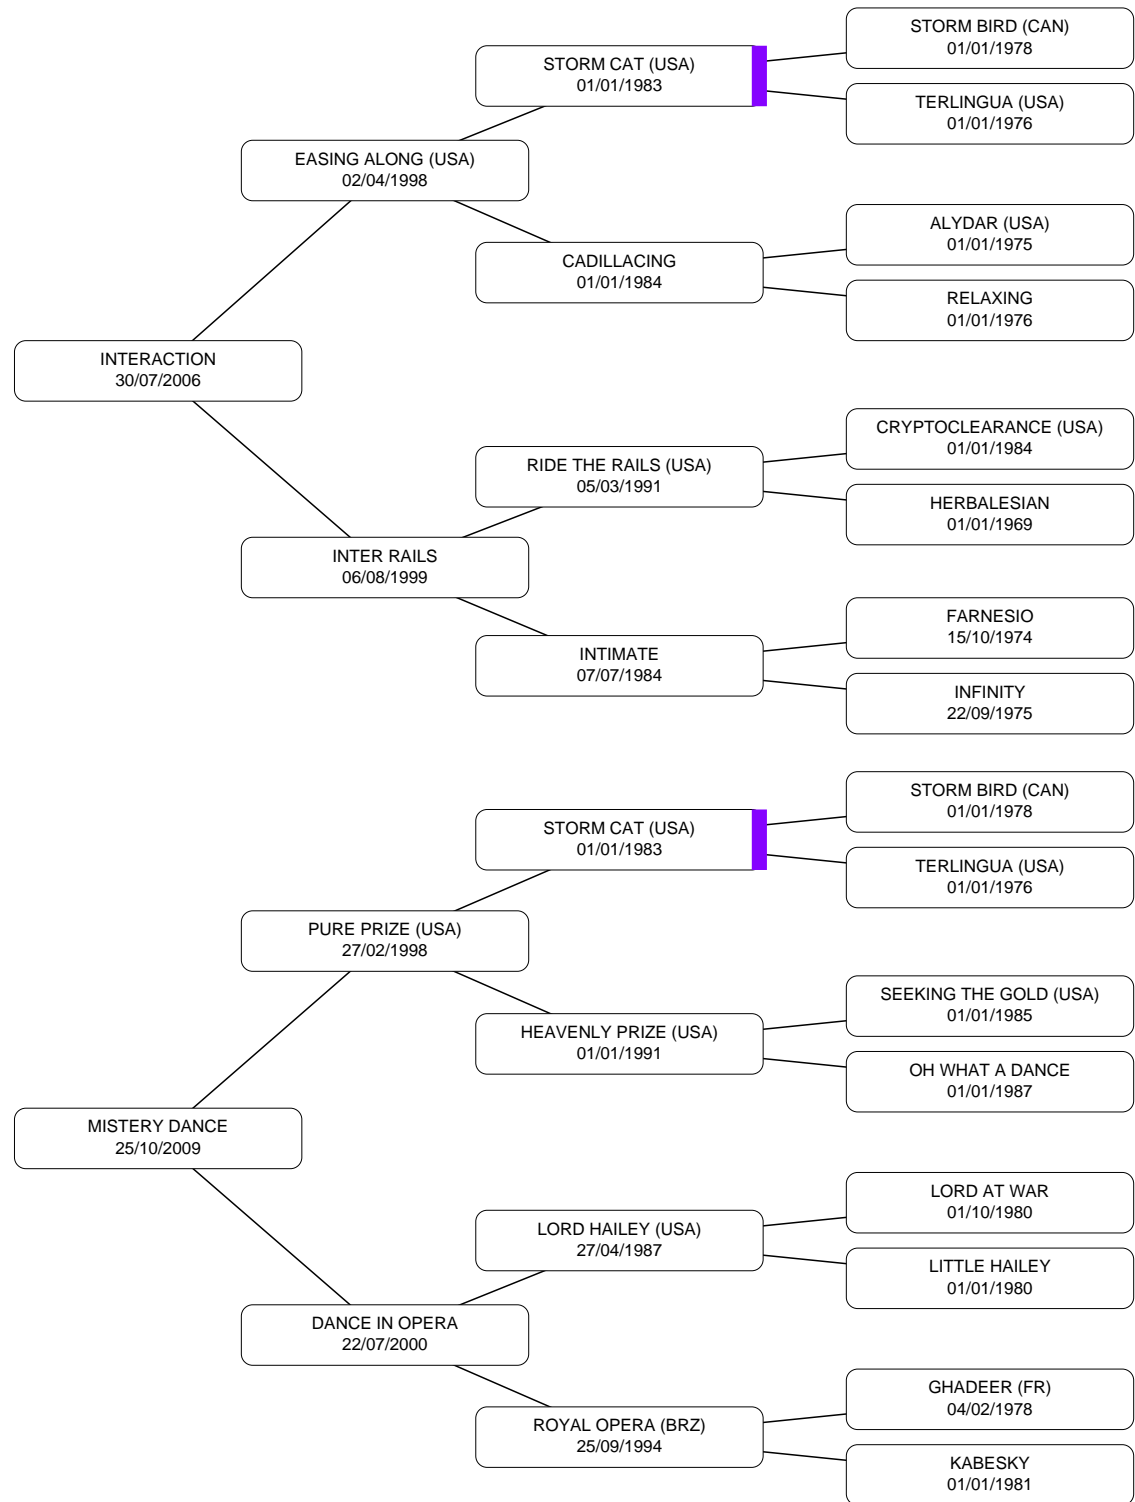 STORM BIRD (CAN)
01/01/1978
STORM CAT (USA)
01/01/1983
TERLINGUA (USA)
01/01/1976
EASING ALONG (USA)
02/04/1998
ALYDAR (USA)
01/01/1975
CADILLACING
01/01/1984
RELAXING
01/01/1976
INTERACTION
30/07/2006
CRYPTOCLEARANCE (USA)
01/01/1984
RIDE THE RAILS (USA)
05/03/1991
HERBALESIAN
01/01/1969
INTER RAILS
06/08/1999
FARNESIO
15/10/1974
INTIMATE
07/07/1984
INFINITY
22/09/1975
STORM BIRD (CAN)
01/01/1978
STORM CAT (USA)
01/01/1983
TERLINGUA (USA)
01/01/1976
PURE PRIZE (USA)
27/02/1998
SEEKING THE GOLD (USA)
01/01/1985
HEAVENLY PRIZE (USA)
01/01/1991
OH WHAT A DANCE
01/01/1987
MISTERY DANCE
25/10/2009
LORD AT WAR
01/10/1980
LORD HAILEY (USA)
27/04/1987
LITTLE HAILEY
01/01/1980
DANCE IN OPERA
22/07/2000
GHADEER (FR)
04/02/1978
ROYAL OPERA (BRZ)
25/09/1994
KABESKY
01/01/1981